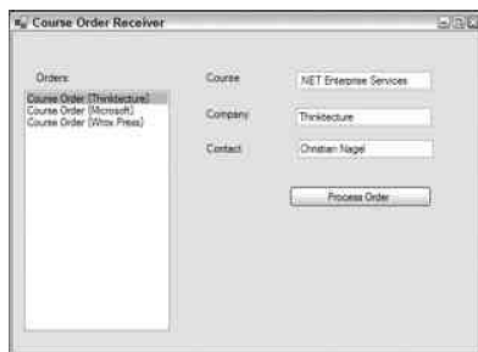 Course Order Receiver
Orders:
Course Order (Thinktecture)
Course Order (Microsoft)
Course Order (Wrox Press)
Course
.NET Enterprise Services
Company
Thinktecture
Contact
Christian Nagel
Process Order